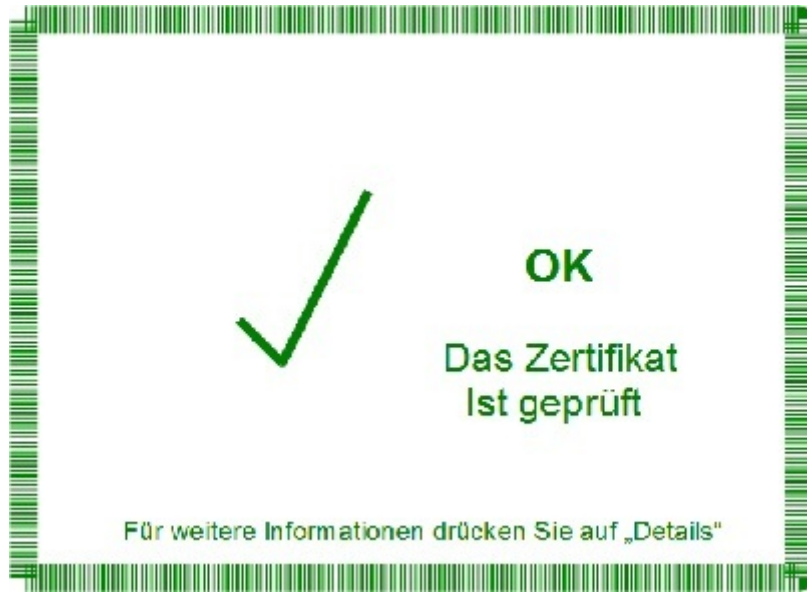 OK
Das Zertifikat
Ist geprüft
Für weitere Informationen drücken Sie auf „Details“